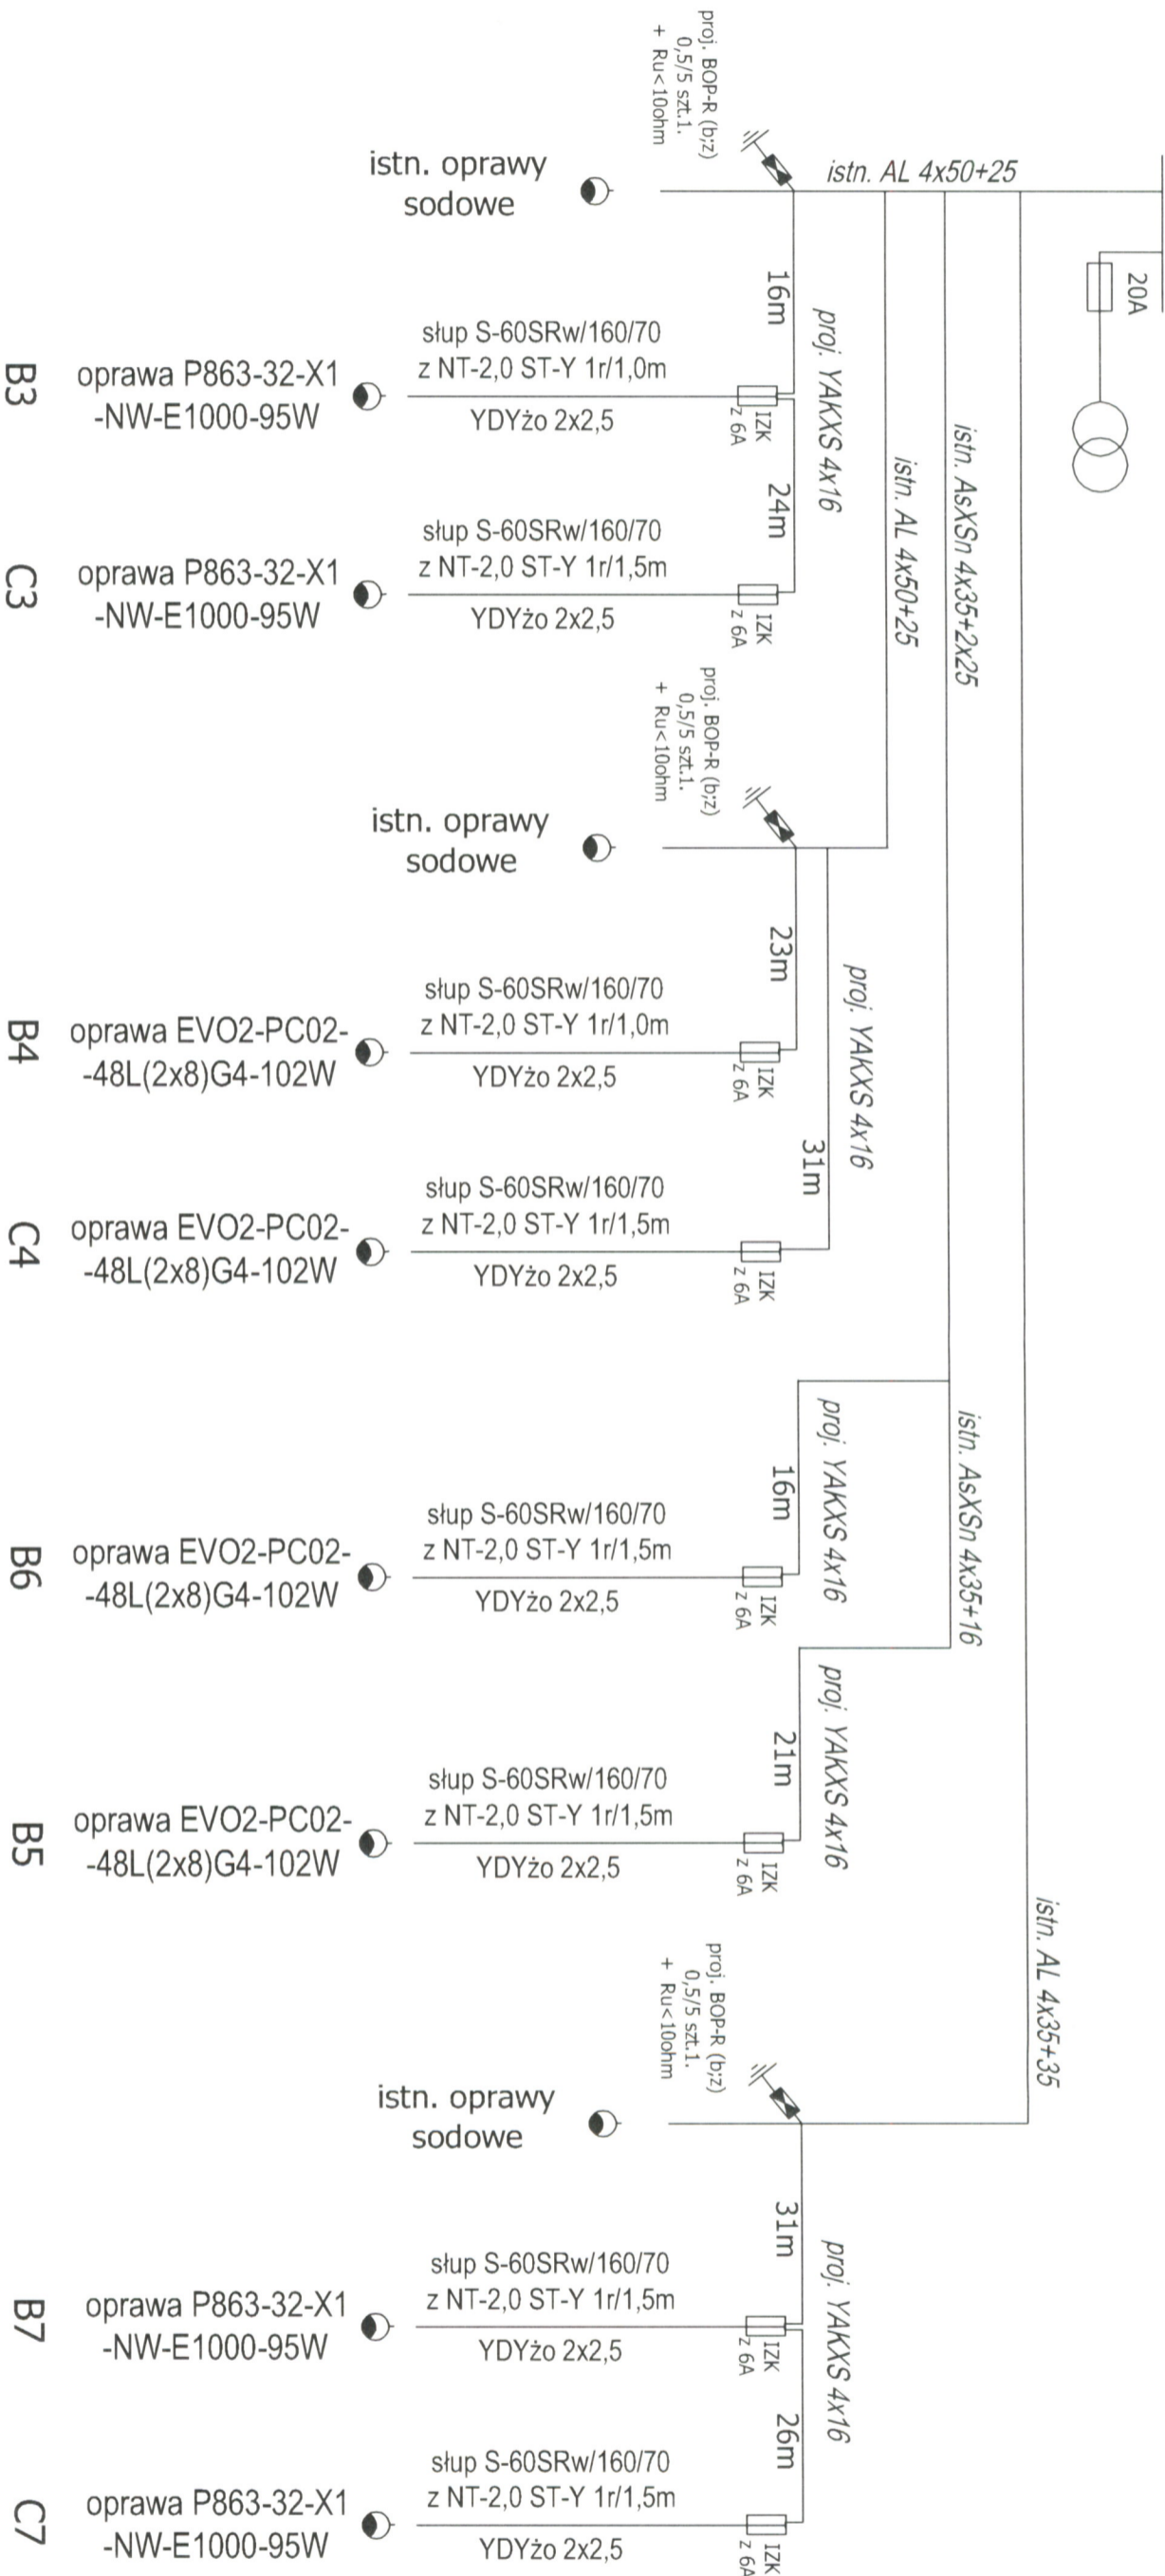 20A
istn. AL 4x50+25
istn. AL 4x35+35
istn. AsXSn 4x35+2x25
istn. AsXSn 4x35+16
istn. AL 4x50+25
proj. BOP-R (b;z)
0,5/5 szt.1.
+ Ru<10ohm
istn. oprawy
sodowe
proj. YAKXS 4x16
16m
słup S-60SRw/160/70
z NT-2,0 ST-Y 1r/1,0m
YDYżo 2x2,5
IZK
z 6A
oprawa P863-32-X1
-NW-E1000-95W
B3
24m
słup S-60SRw/160/70
z NT-2,0 ST-Y 1r/1,5m
YDYżo 2x2,5
IZK
z 6A
oprawa P863-32-X1
-NW-E1000-95W
C3
proj. BOP-R (b;z)
0,5/5 szt.1.
+ Ru<10ohm
istn. oprawy
sodowe
proj. YAKXS 4x16
23m
słup S-60SRw/160/70
z NT-2,0 ST-Y 1r/1,0m
YDYżo 2x2,5
IZK
z 6A
oprawa EVO2-PC02-
-48L(2x8)G4-102W
B4
31m
słup S-60SRw/160/70
z NT-2,0 ST-Y 1r/1,5m
YDYżo 2x2,5
IZK
z 6A
oprawa EVO2-PC02-
-48L(2x8)G4-102W
C4
proj. YAKXS 4x16
16m
słup S-60SRw/160/70
z NT-2,0 ST-Y 1r/1,5m
YDYżo 2x2,5
IZK
z 6A
oprawa EVO2-PC02-
-48L(2x8)G4-102W
B6
proj. YAKXS 4x16
21m
słup S-60SRw/160/70
z NT-2,0 ST-Y 1r/1,5m
YDYżo 2x2,5
IZK
z 6A
oprawa EVO2-PC02-
-48L(2x8)G4-102W
B5
proj. BOP-R (b;z)
0,5/5 szt.1.
+ Ru<10ohm
istn. oprawy
sodowe
proj. YAKXS 4x16
31m
słup S-60SRw/160/70
z NT-2,0 ST-Y 1r/1,5m
YDYżo 2x2,5
IZK
z 6A
oprawa P863-32-X1
-NW-E1000-95W
B7
26m
słup S-60SRw/160/70
z NT-2,0 ST-Y 1r/1,5m
YDYżo 2x2,5
IZK
z 6A
oprawa P863-32-X1
-NW-E1000-95W
C7